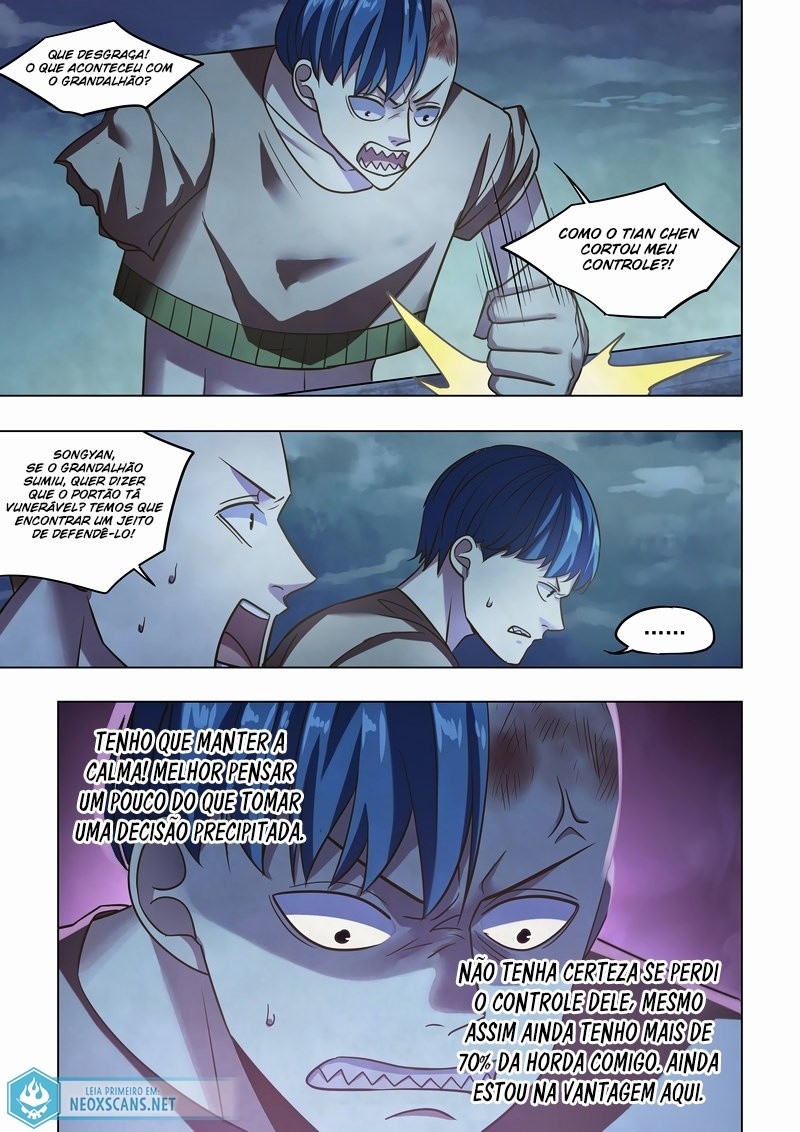 QUE DESGRAÇA!
O QUE ACONTECEU COM
O GRANDALHÃO?
COMO O TIAN CHEN
CORTOU MEU
CONTROLE?!
SONGYAN,
SE O GRANDALHÃO
SUMIU, QUER DIZER
QUE O PORTÃO TÁ
VUNERÁVEL? TEMOS QUE
ENCONTRAR UM JEITO
DE DEFENDÊ-LO!
......
TENHO QUE MANTER A
CALMA! MELHOR PENSAR
UM POUCO DO QUE TOMAR
UMA DECISÃO PRECIPITADA.
NÃO TENHA CERTEZA SE PERDI
O CONTROLE DELE, MESMO
ASSIM AINDA TENHO MAIS DE
70% DA HORDA COMIGO. AINDA
ESTOU NA VANTAGEM AQUI.
LEIA PRIMEIRO EM:
NEOXSCANS.NET